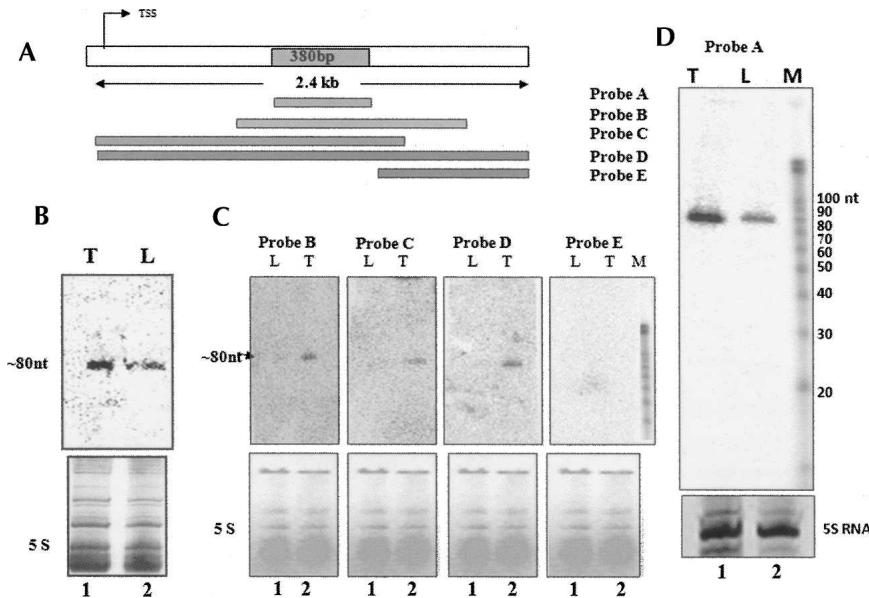 A
TSS
380bp
2.4 kb
Probe A
Probe B
Probe C
Probe D
Probe E
B
T L
~80nt
5 S
1 2
C
Probe B Probe C Probe D Probe E
L T L T L T L T M
~80nt
5 S
1 2 1 2 1 2 1 2
D
Probe A
T L M
100 nt
90
80
70
60
50
40
30
20
5S RNA
1 2